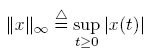 ‖x‖∞ ≜ sup |x(t)|
t≥0